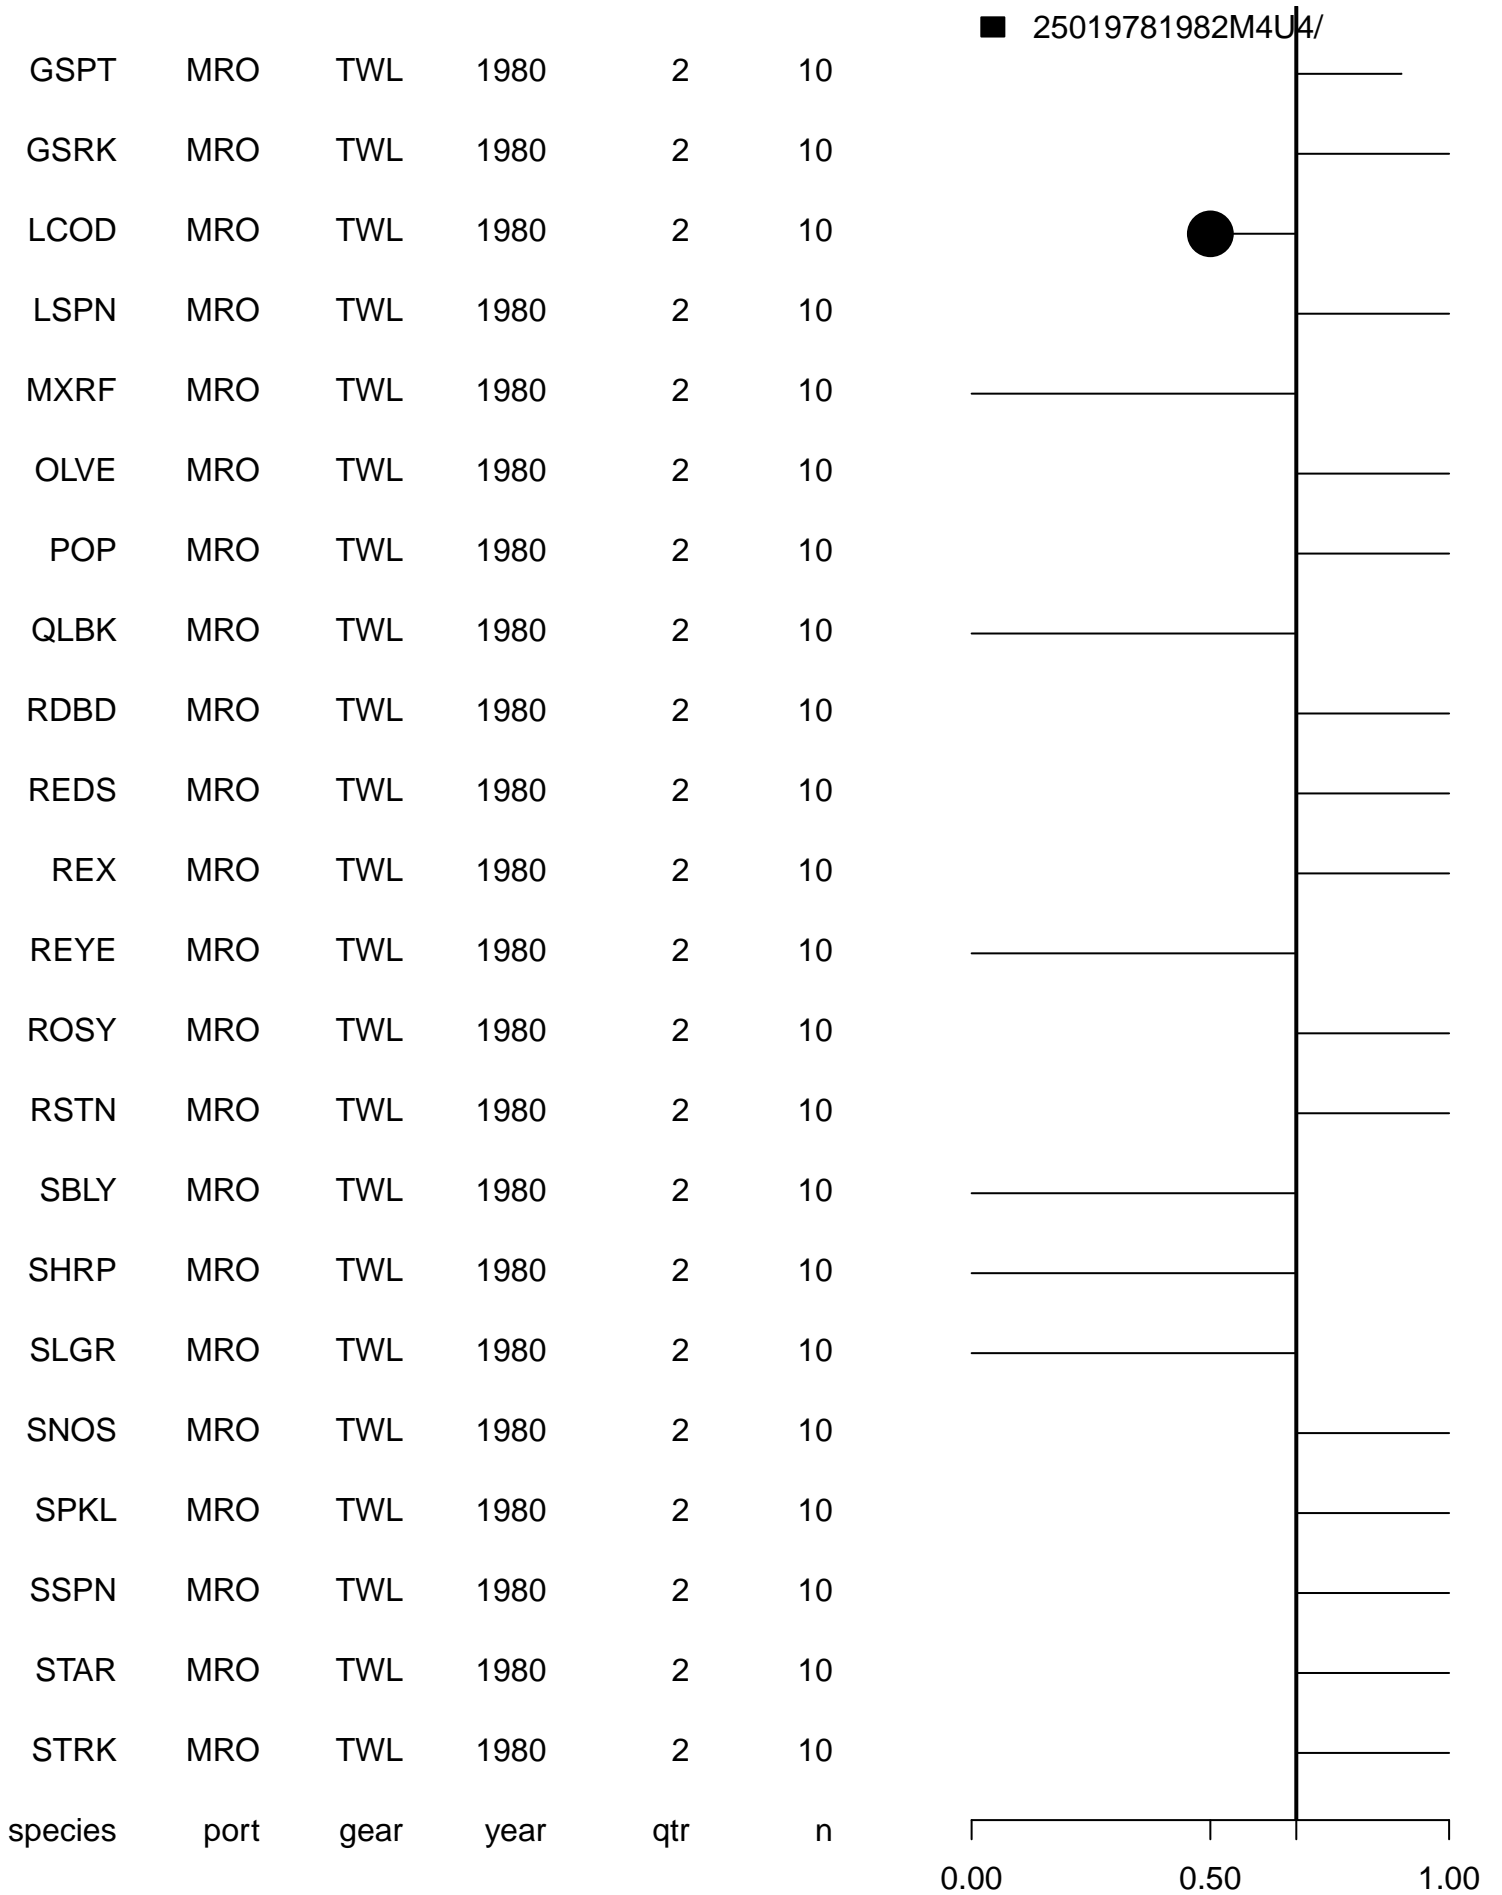 25019781982M4U4/
GSPT MRO TWL 1980 2 10
GSRK MRO TWL 1980 2 10
LCOD MRO TWL 1980 2 10
LSPN MRO TWL 1980 2 10
MXRF MRO TWL 1980 2 10
OLVE MRO TWL 1980 2 10
POP MRO TWL 1980 2 10
QLBK MRO TWL 1980 2 10
RDBD MRO TWL 1980 2 10
REDS MRO TWL 1980 2 10
REX MRO TWL 1980 2 10
REYE MRO TWL 1980 2 10
ROSY MRO TWL 1980 2 10
RSTN MRO TWL 1980 2 10
SBLY MRO TWL 1980 2 10
SHRP MRO TWL 1980 2 10
SLGR MRO TWL 1980 2 10
SNOS MRO TWL 1980 2 10
SPKL MRO TWL 1980 2 10
SSPN MRO TWL 1980 2 10
STAR MRO TWL 1980 2 10
STRK MRO TWL 1980 2 10
species port gear year qtr n
0.00 0.50 1.00